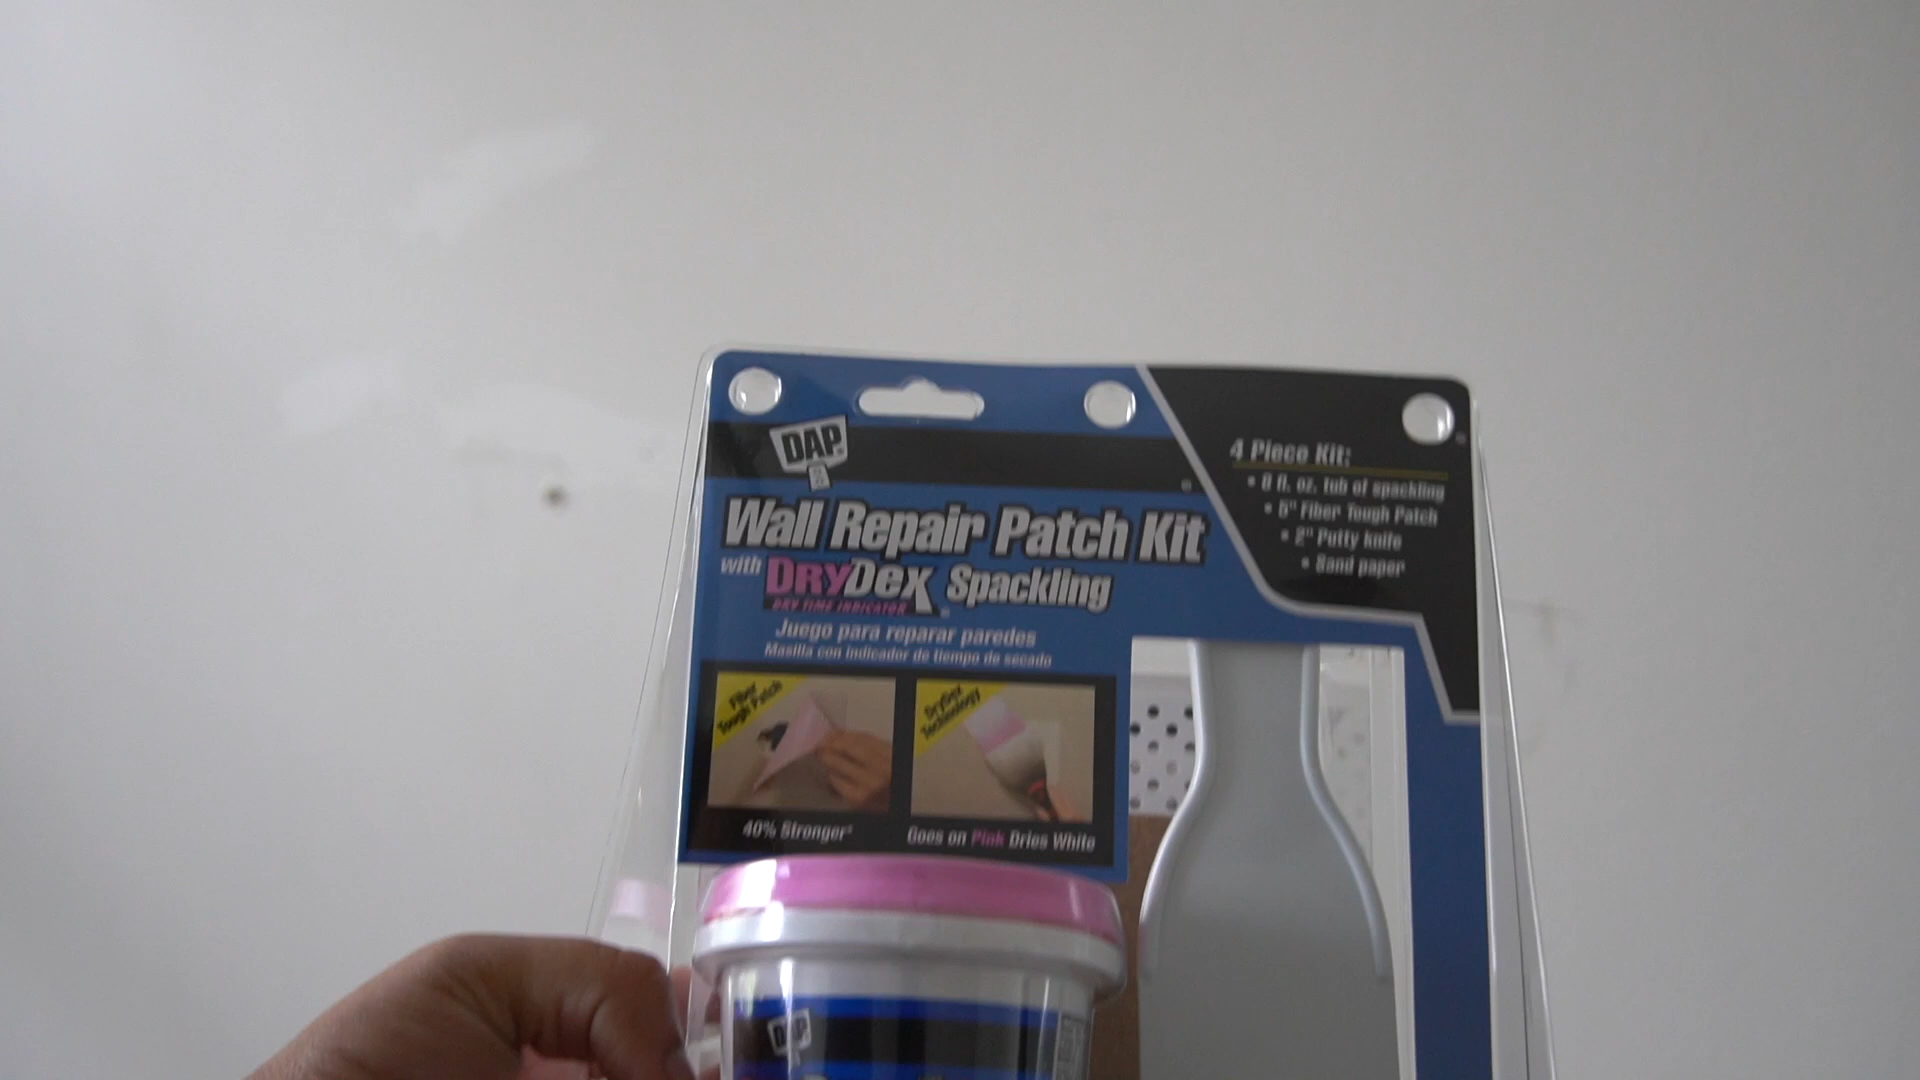 DAP
4 Piece Kit:
• 8 fl. oz. tub of spackling
• 5" Fiber Tough Patch
• 2" Putty knife
• Sand paper
Wall Repair Patch Kit
with DRYDex Spackling
DRY TIME INDICATOR
Juego para reparar paredes
Masilla con indicador de tiempo de secado
Fiber
Tough Patch
DryDex
Technology
40% Stronger*
Goes on Pink Dries White
DAP